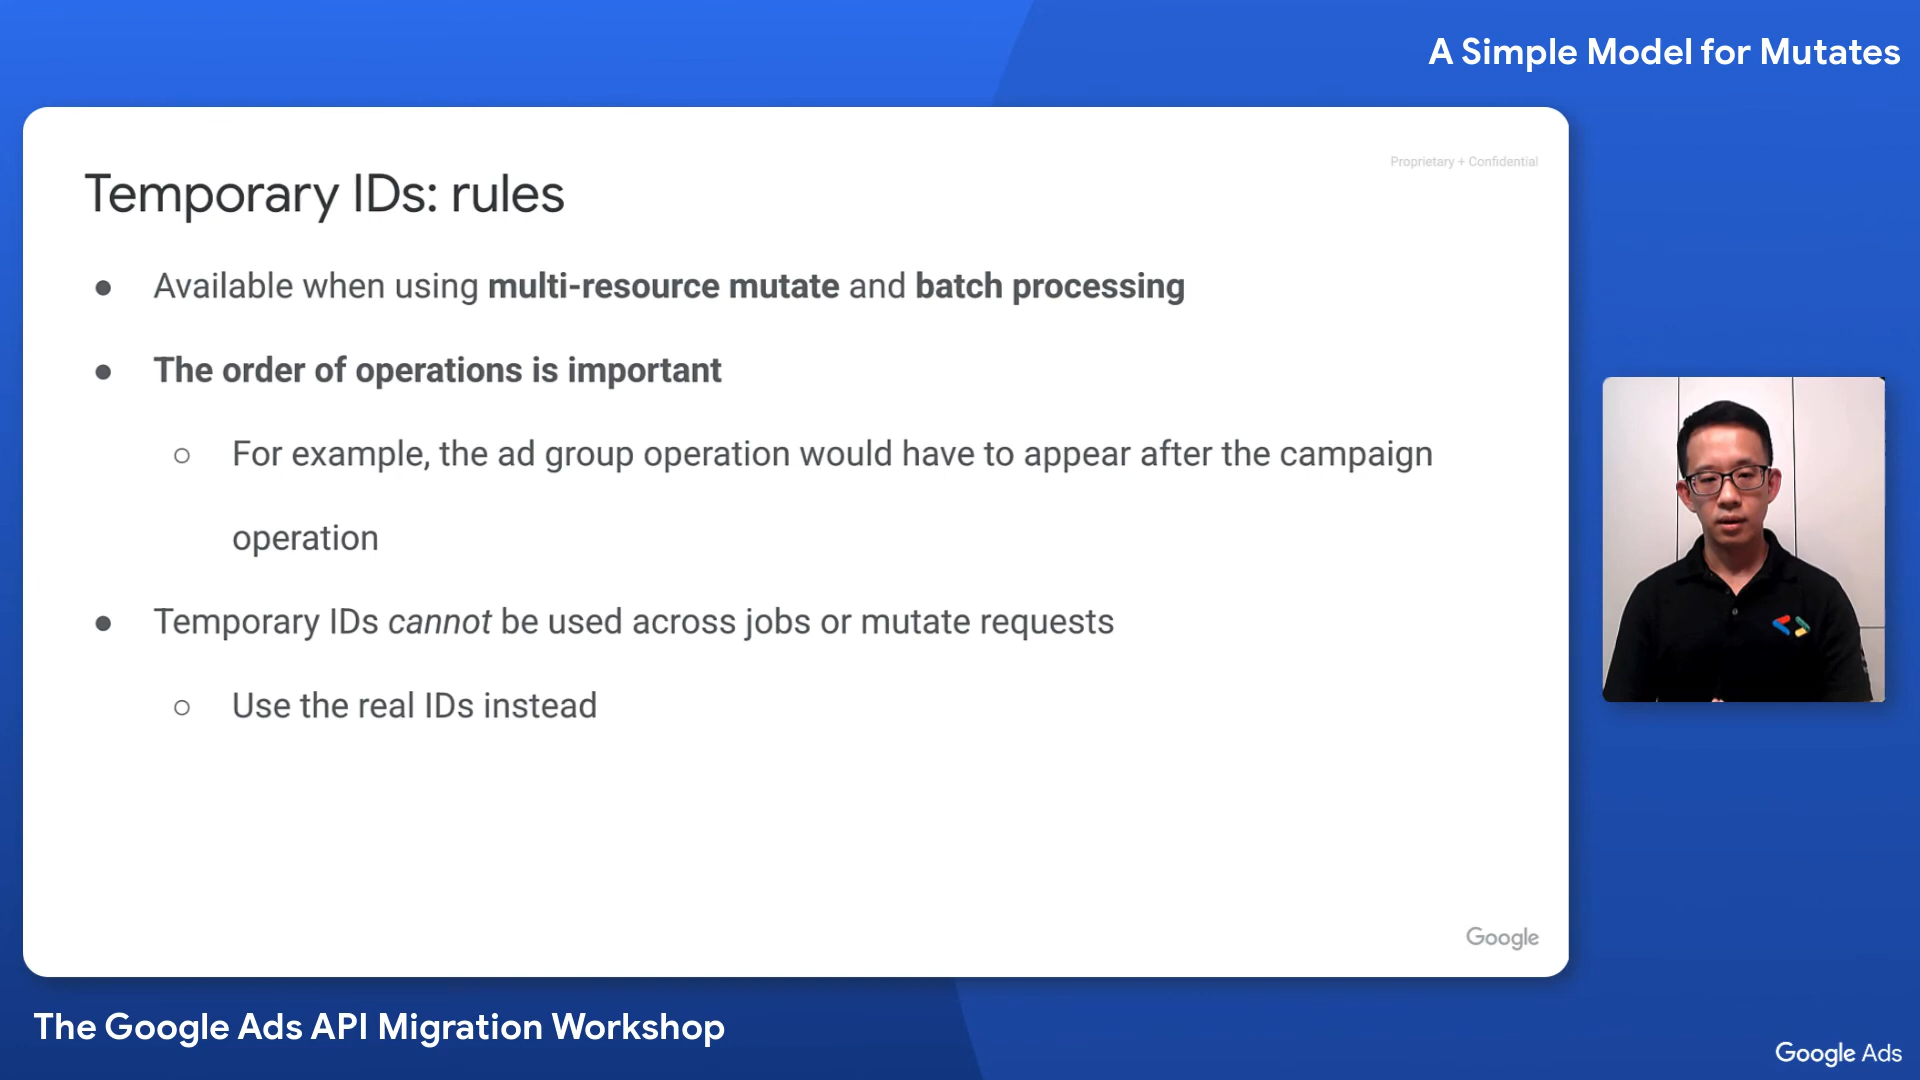 A Simple Model for Mutates
Proprietary + Confidential
Temporary IDs: rules
● Available when using multi-resource mutate and batch processing
● The order of operations is important
○ For example, the ad group operation would have to appear after the campaign
operation
● Temporary IDs cannot be used across jobs or mutate requests
○ Use the real IDs instead
Google
The Google Ads API Migration Workshop
Google Ads